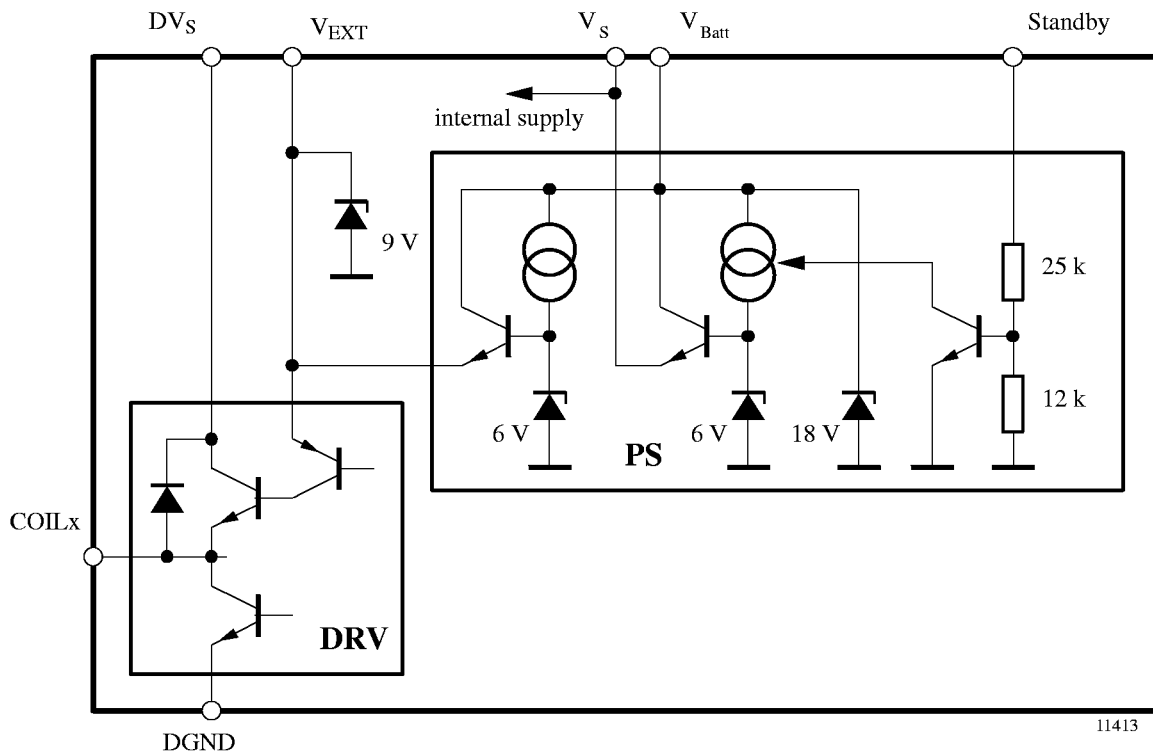 DVS
VEXT
VS
VBatt
Standby
internal supply
9 V
25 k
12 k
6 V
6 V
18 V
PS
COILx
DRV
DGND
11413